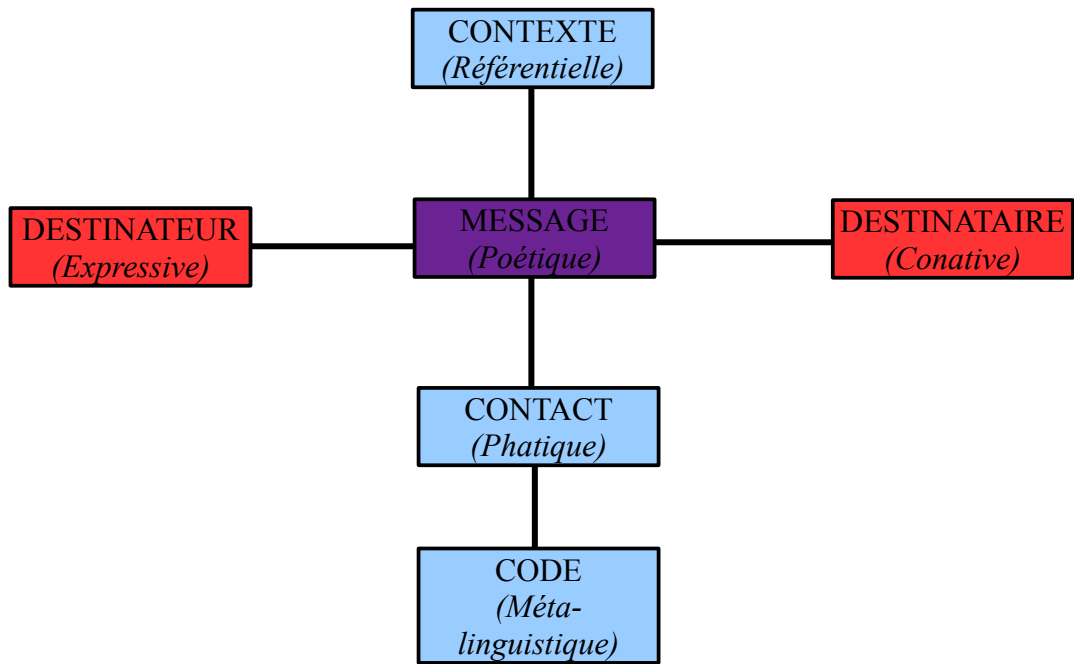 CONTEXTE
(Référentielle)
DESTINATEUR
(Expressive)
MESSAGE
(Poétique)
DESTINATAIRE
(Conative)
CONTACT
(Phatique)
CODE
(Méta-
linguistique)